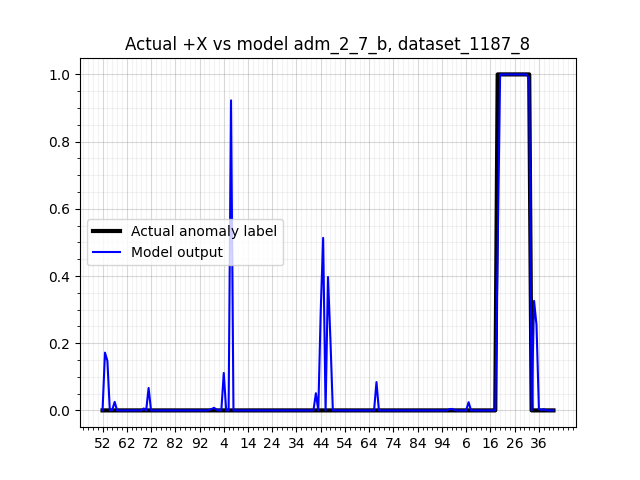 Actual +X vs model adm_2_7_b, dataset_1187_8
1.0
0.8
0.6
0.4
0.2
0.0
Actual anomaly label
Model output
52 62 72 82 92 4 14 24 34 44 54 64 74 84 94 6 16 26 36